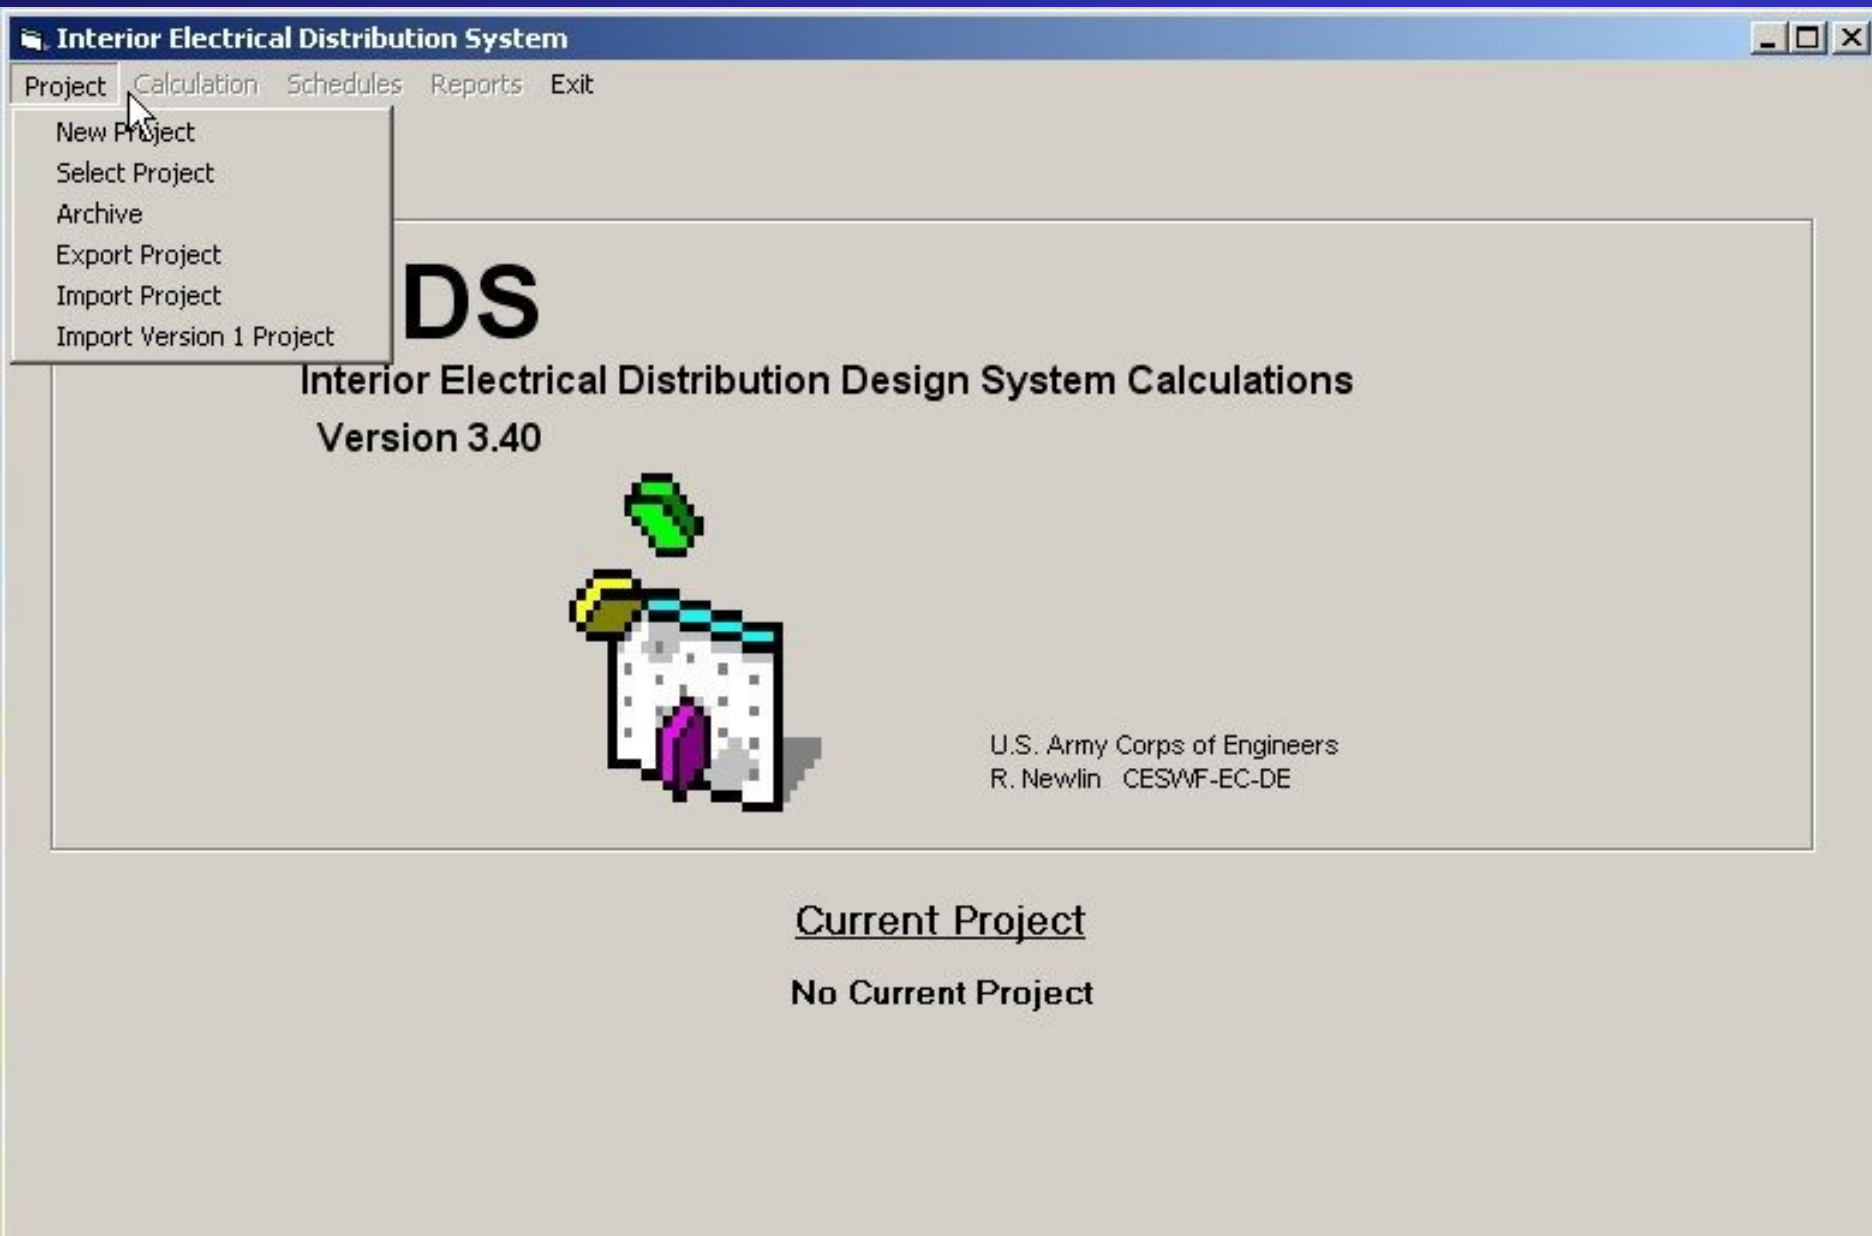 Interior Electrical Distribution System
Project Calculation Schedules Reports Exit
New Project
Select Project
Archive
Export Project
Import Project
Import Version 1 Project
DS
Interior Electrical Distribution Design System Calculations
Version 3.40
U.S. Army Corps of Engineers
R. Newlin CESWF-EC-DE
Current Project
No Current Project